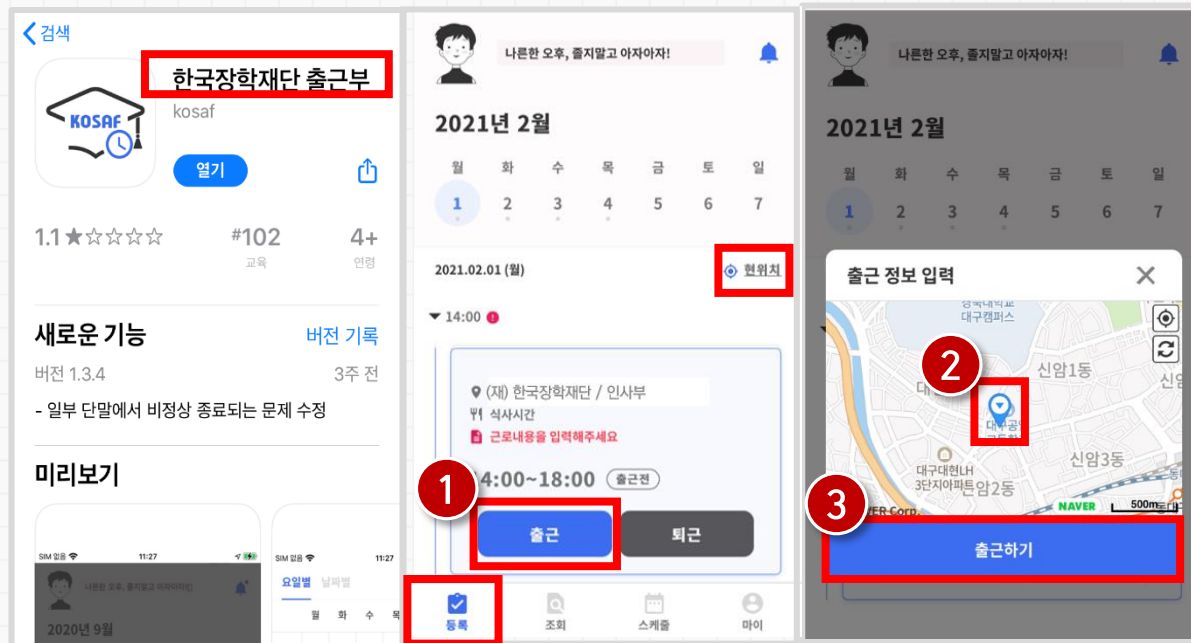 검색
한국장학재단 출근부
kosaf
KOSAF
열기
1.1 ★☆☆☆☆
#102
4+
교육
연령
새로운 기능
버전 기록
버전 1.3.4
3주 전
- 일부 단말에서 비정상 종료되는 문제 수정
미리보기
SIM 없음
11:27
나른한 오후, 졸지말고 아자아자!
2020년 9월
SIM 없음
11:27
요일별 날짜별
월 화 수 목
나른한 오후, 졸지말고 아자아자!
2021년 2월
월 화 수 목 금 토 일
1 2 3 4 5 6 7
2021.02.01 (월)
현위치
14:00
(재) 한국장학재단 / 인사부
식사시간
근로내용을 입력해주세요
1
4:00~18:00 출근전
출근
퇴근
등록
조회
스케줄
마이
나른한 오후, 졸지말고 아자아자!
2021년 2월
월 화 수 목 금 토 일
1 2 3 4 5 6 7
출근 정보 입력
대구캠퍼스
2
신암1동
대구대현LH
3단지아파트
신암2동
신암3동
NAVER
500m
3
출근하기